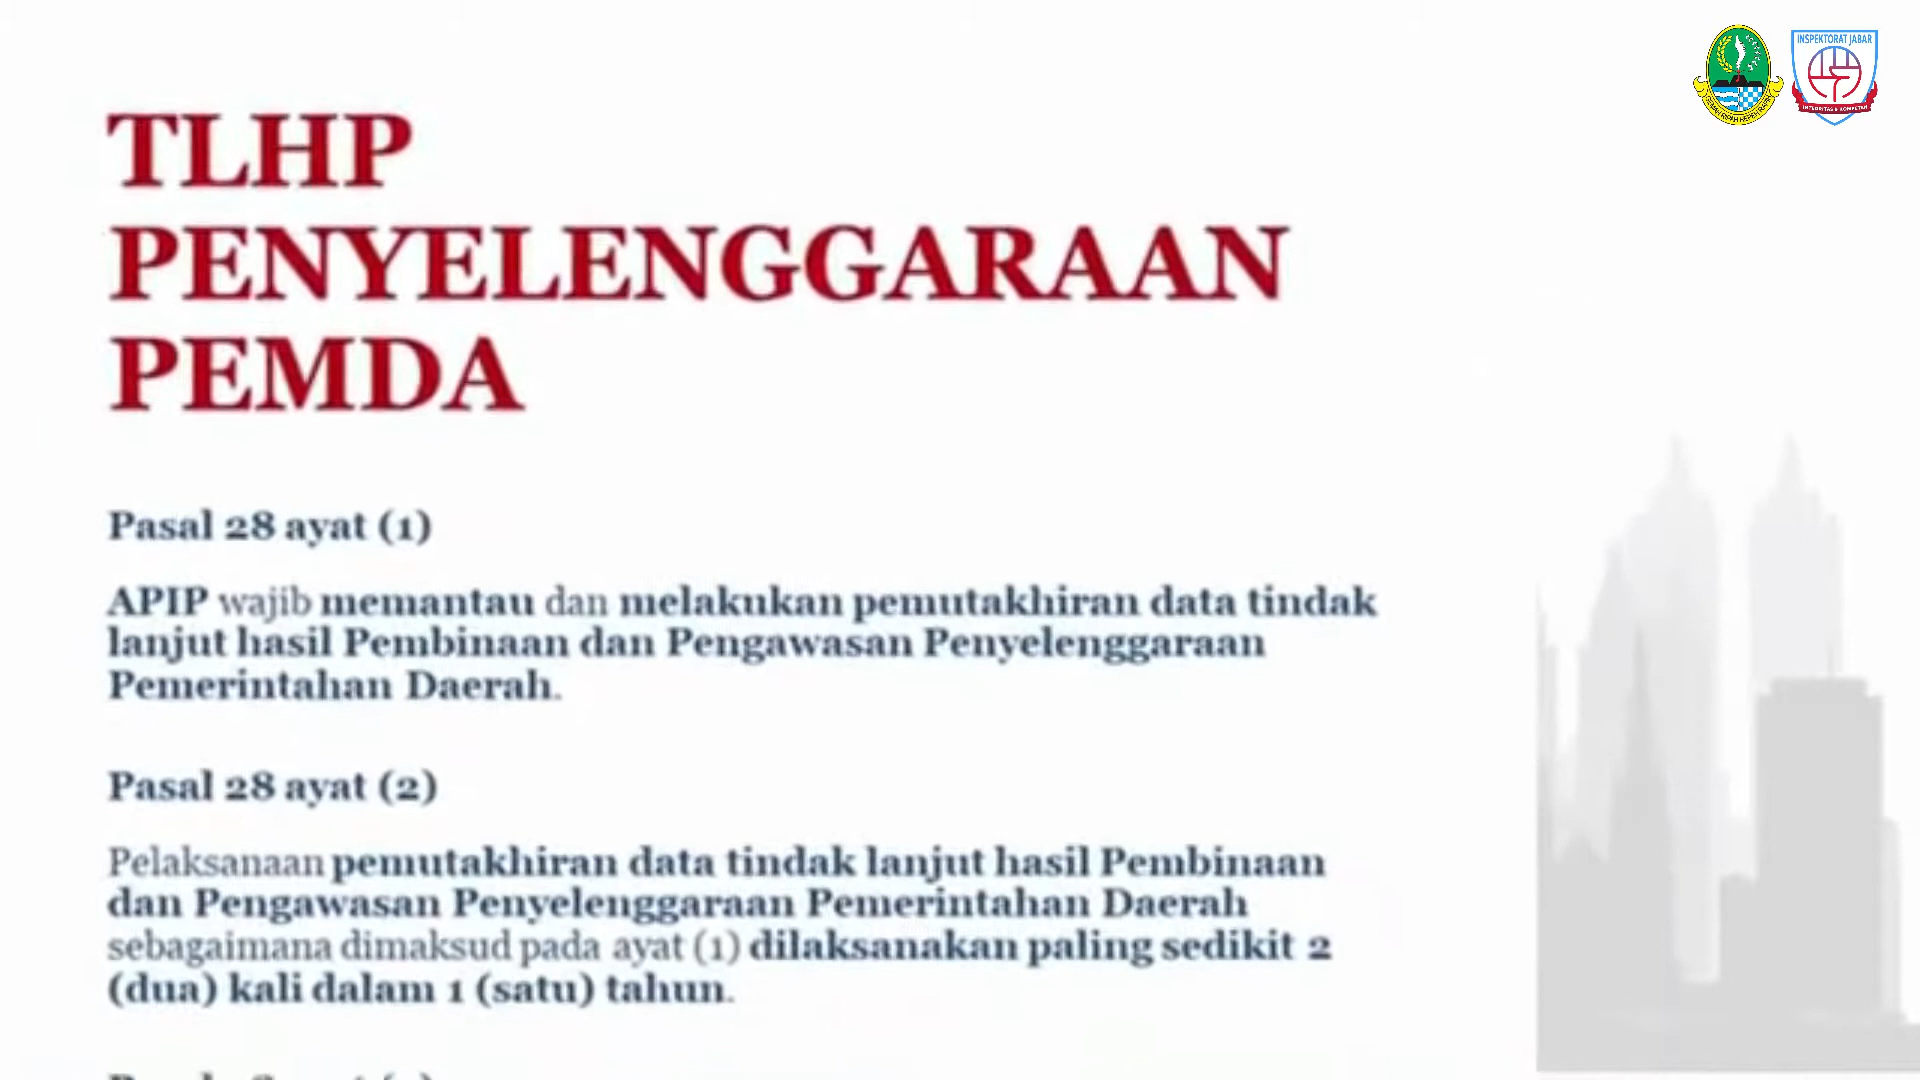 INSPEKTORAT JABAR
INTEGRITAS & KOMPETEN
TLHP
PENYELENGGARAAN
PEMDA
Pasal 28 ayat (1)
APIP wajib memantau dan melakukan pemutakhiran data tindak
lanjut hasil Pembinaan dan Pengawasan Penyelenggaraan
Pemerintahan Daerah.
Pasal 28 ayat (2)
Pelaksanaan pemutakhiran data tindak lanjut hasil Pembinaan
dan Pengawasan Penyelenggaraan Pemerintahan Daerah
sebagaimana dimaksud pada ayat (1) dilaksanakan paling sedikit 2
(dua) kali dalam 1 (satu) tahun.